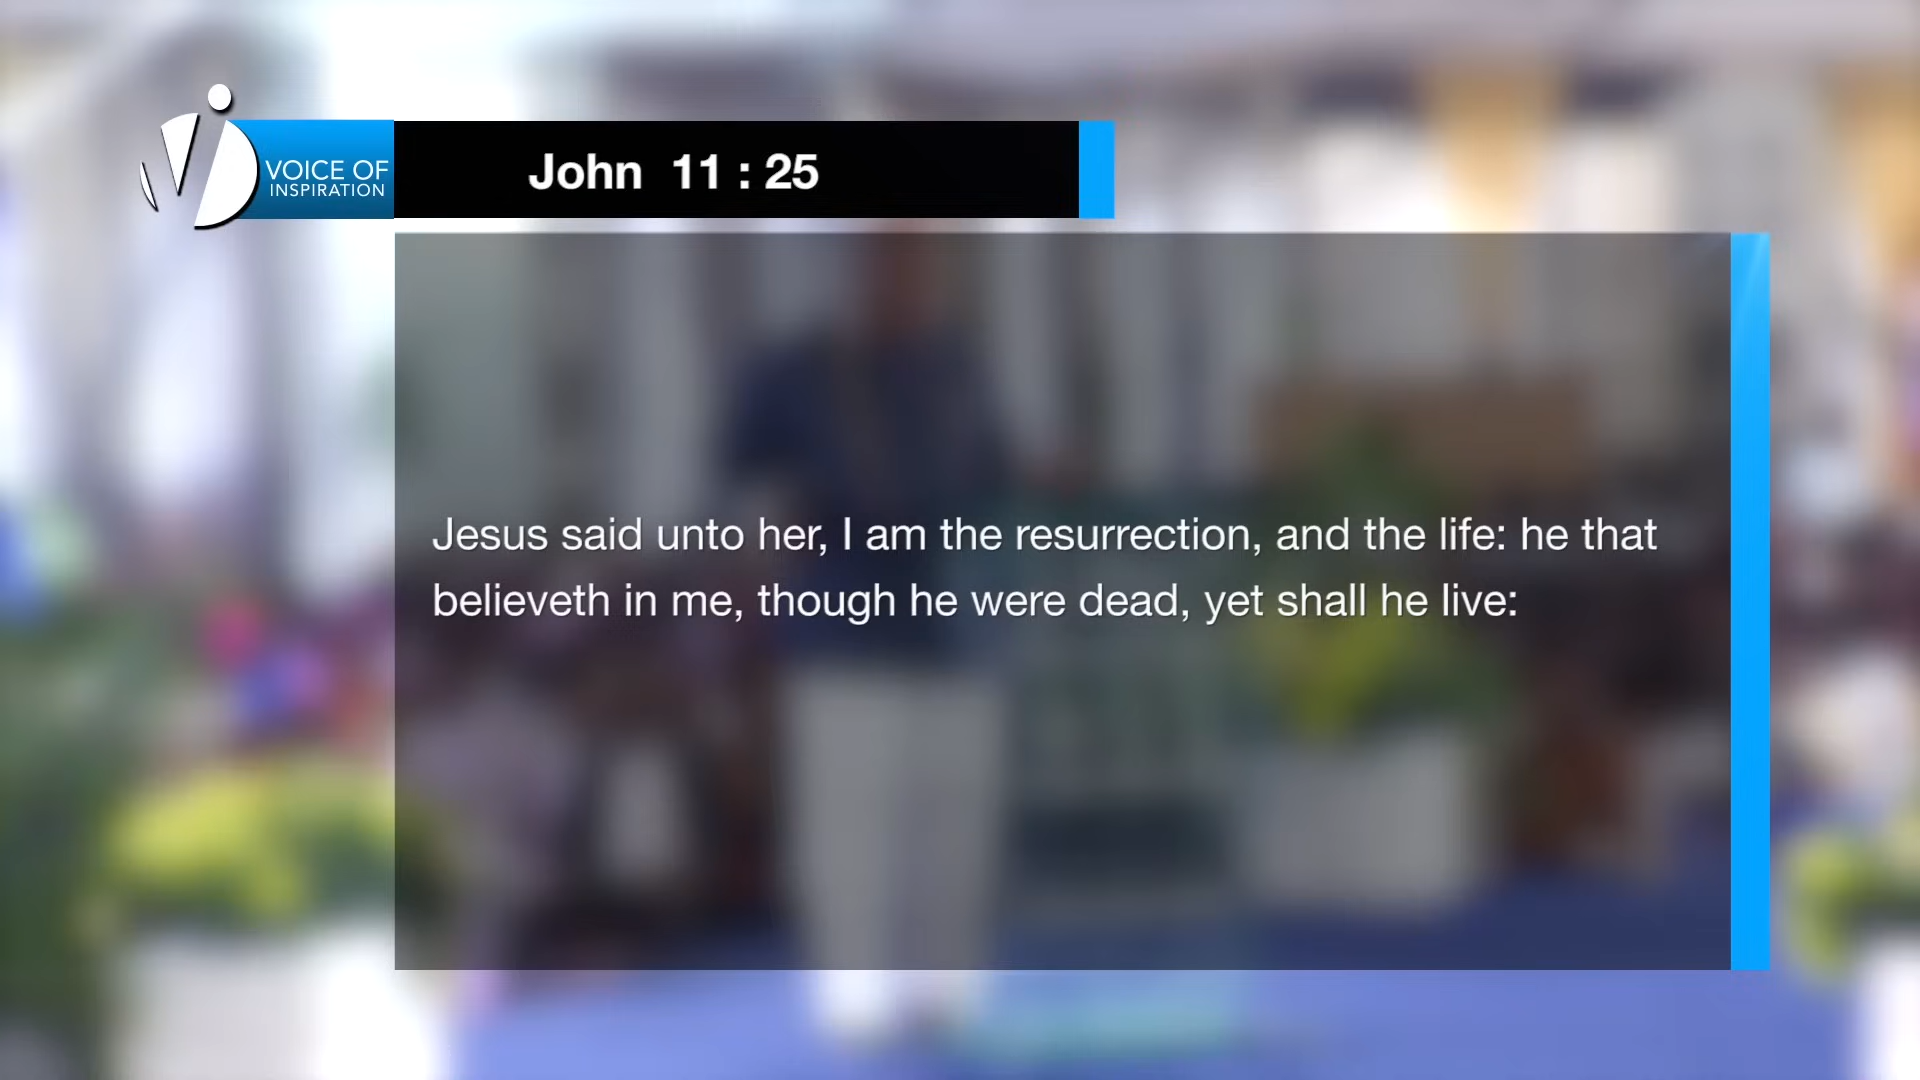 VOICE OF
INSPIRATION
John 11 : 25
Jesus said unto her, I am the resurrection, and the life: he that
believeth in me, though he were dead, yet shall he live: